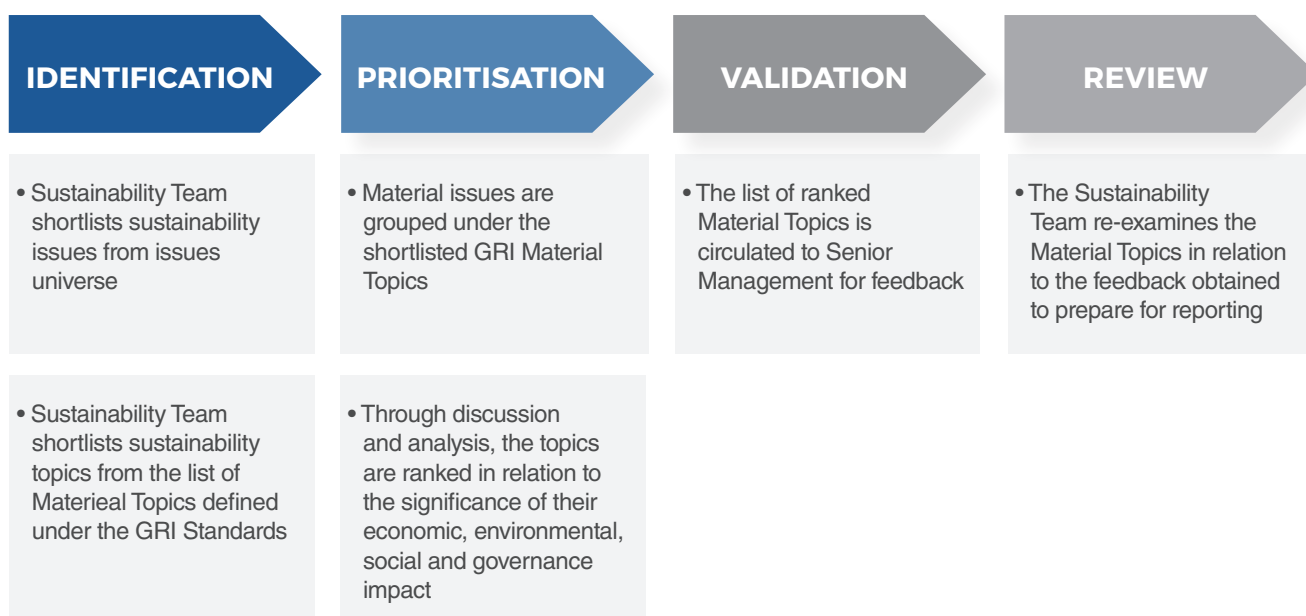 IDENTIFICATION
PRIORITISATION
VALIDATION
REVIEW
• Sustainability Team
shortlists sustainability
issues from issues
universe
• Material issues are
grouped under the
shortlisted GRI Material
Topics
• The list of ranked
Material Topics is
circulated to Senior
Management for feedback
• The Sustainability
Team re-examines the
Material Topics in relation
to the feedback obtained
to prepare for reporting
• Sustainability Team
shortlists sustainability
topics from the list of
Materieal Topics defined
under the GRI Standards
• Through discussion
and analysis, the topics
are ranked in relation to
the significance of their
economic, environmental,
social and governance
impact